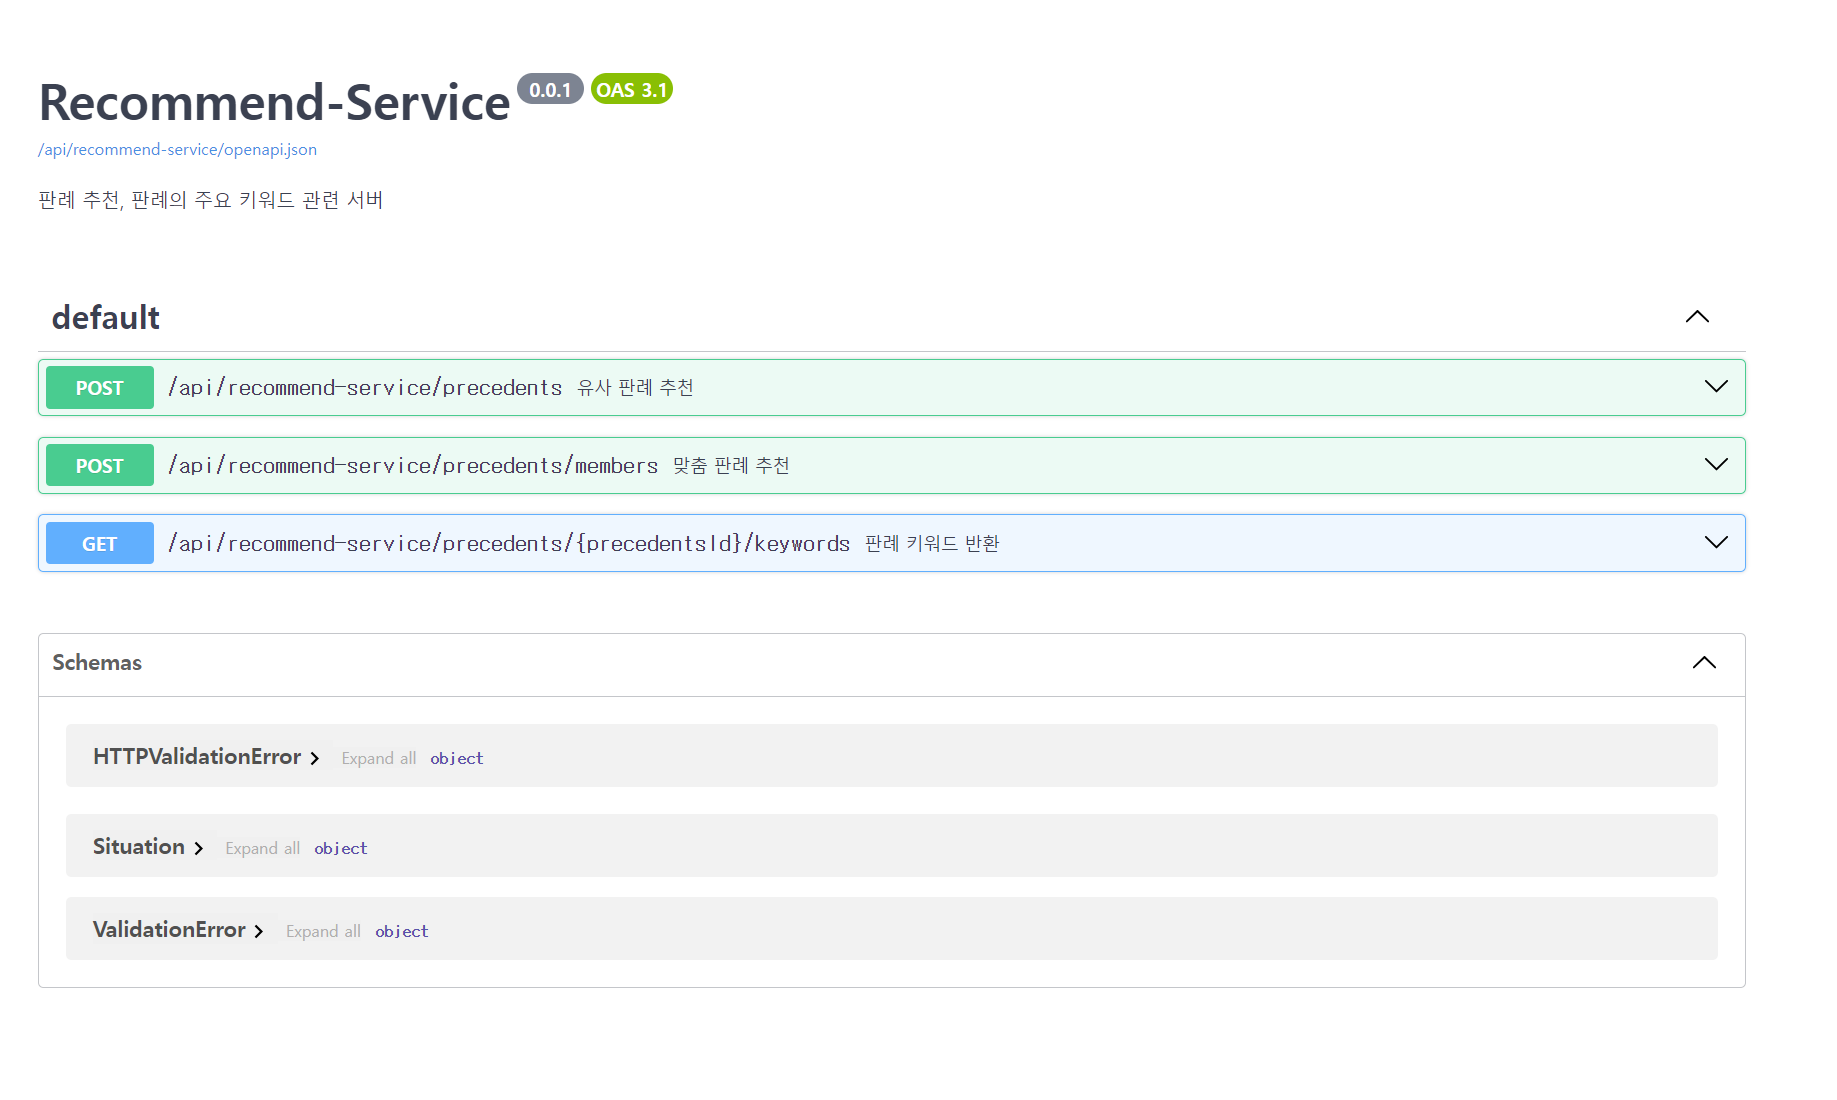 Recommend-Service 0.0.1 OAS 3.1
/api/recommend-service/openapi.json
판례 추천, 판례의 주요 키워드 관련 서버
default
POST /api/recommend-service/precedents 유사 판례 추천
POST /api/recommend-service/precedents/members 맞춤 판례 추천
GET /api/recommend-service/precedents/{precedentsId}/keywords 판례 키워드 반환
Schemas
HTTPValidationError Expand all object
Situation Expand all object
ValidationError Expand all object